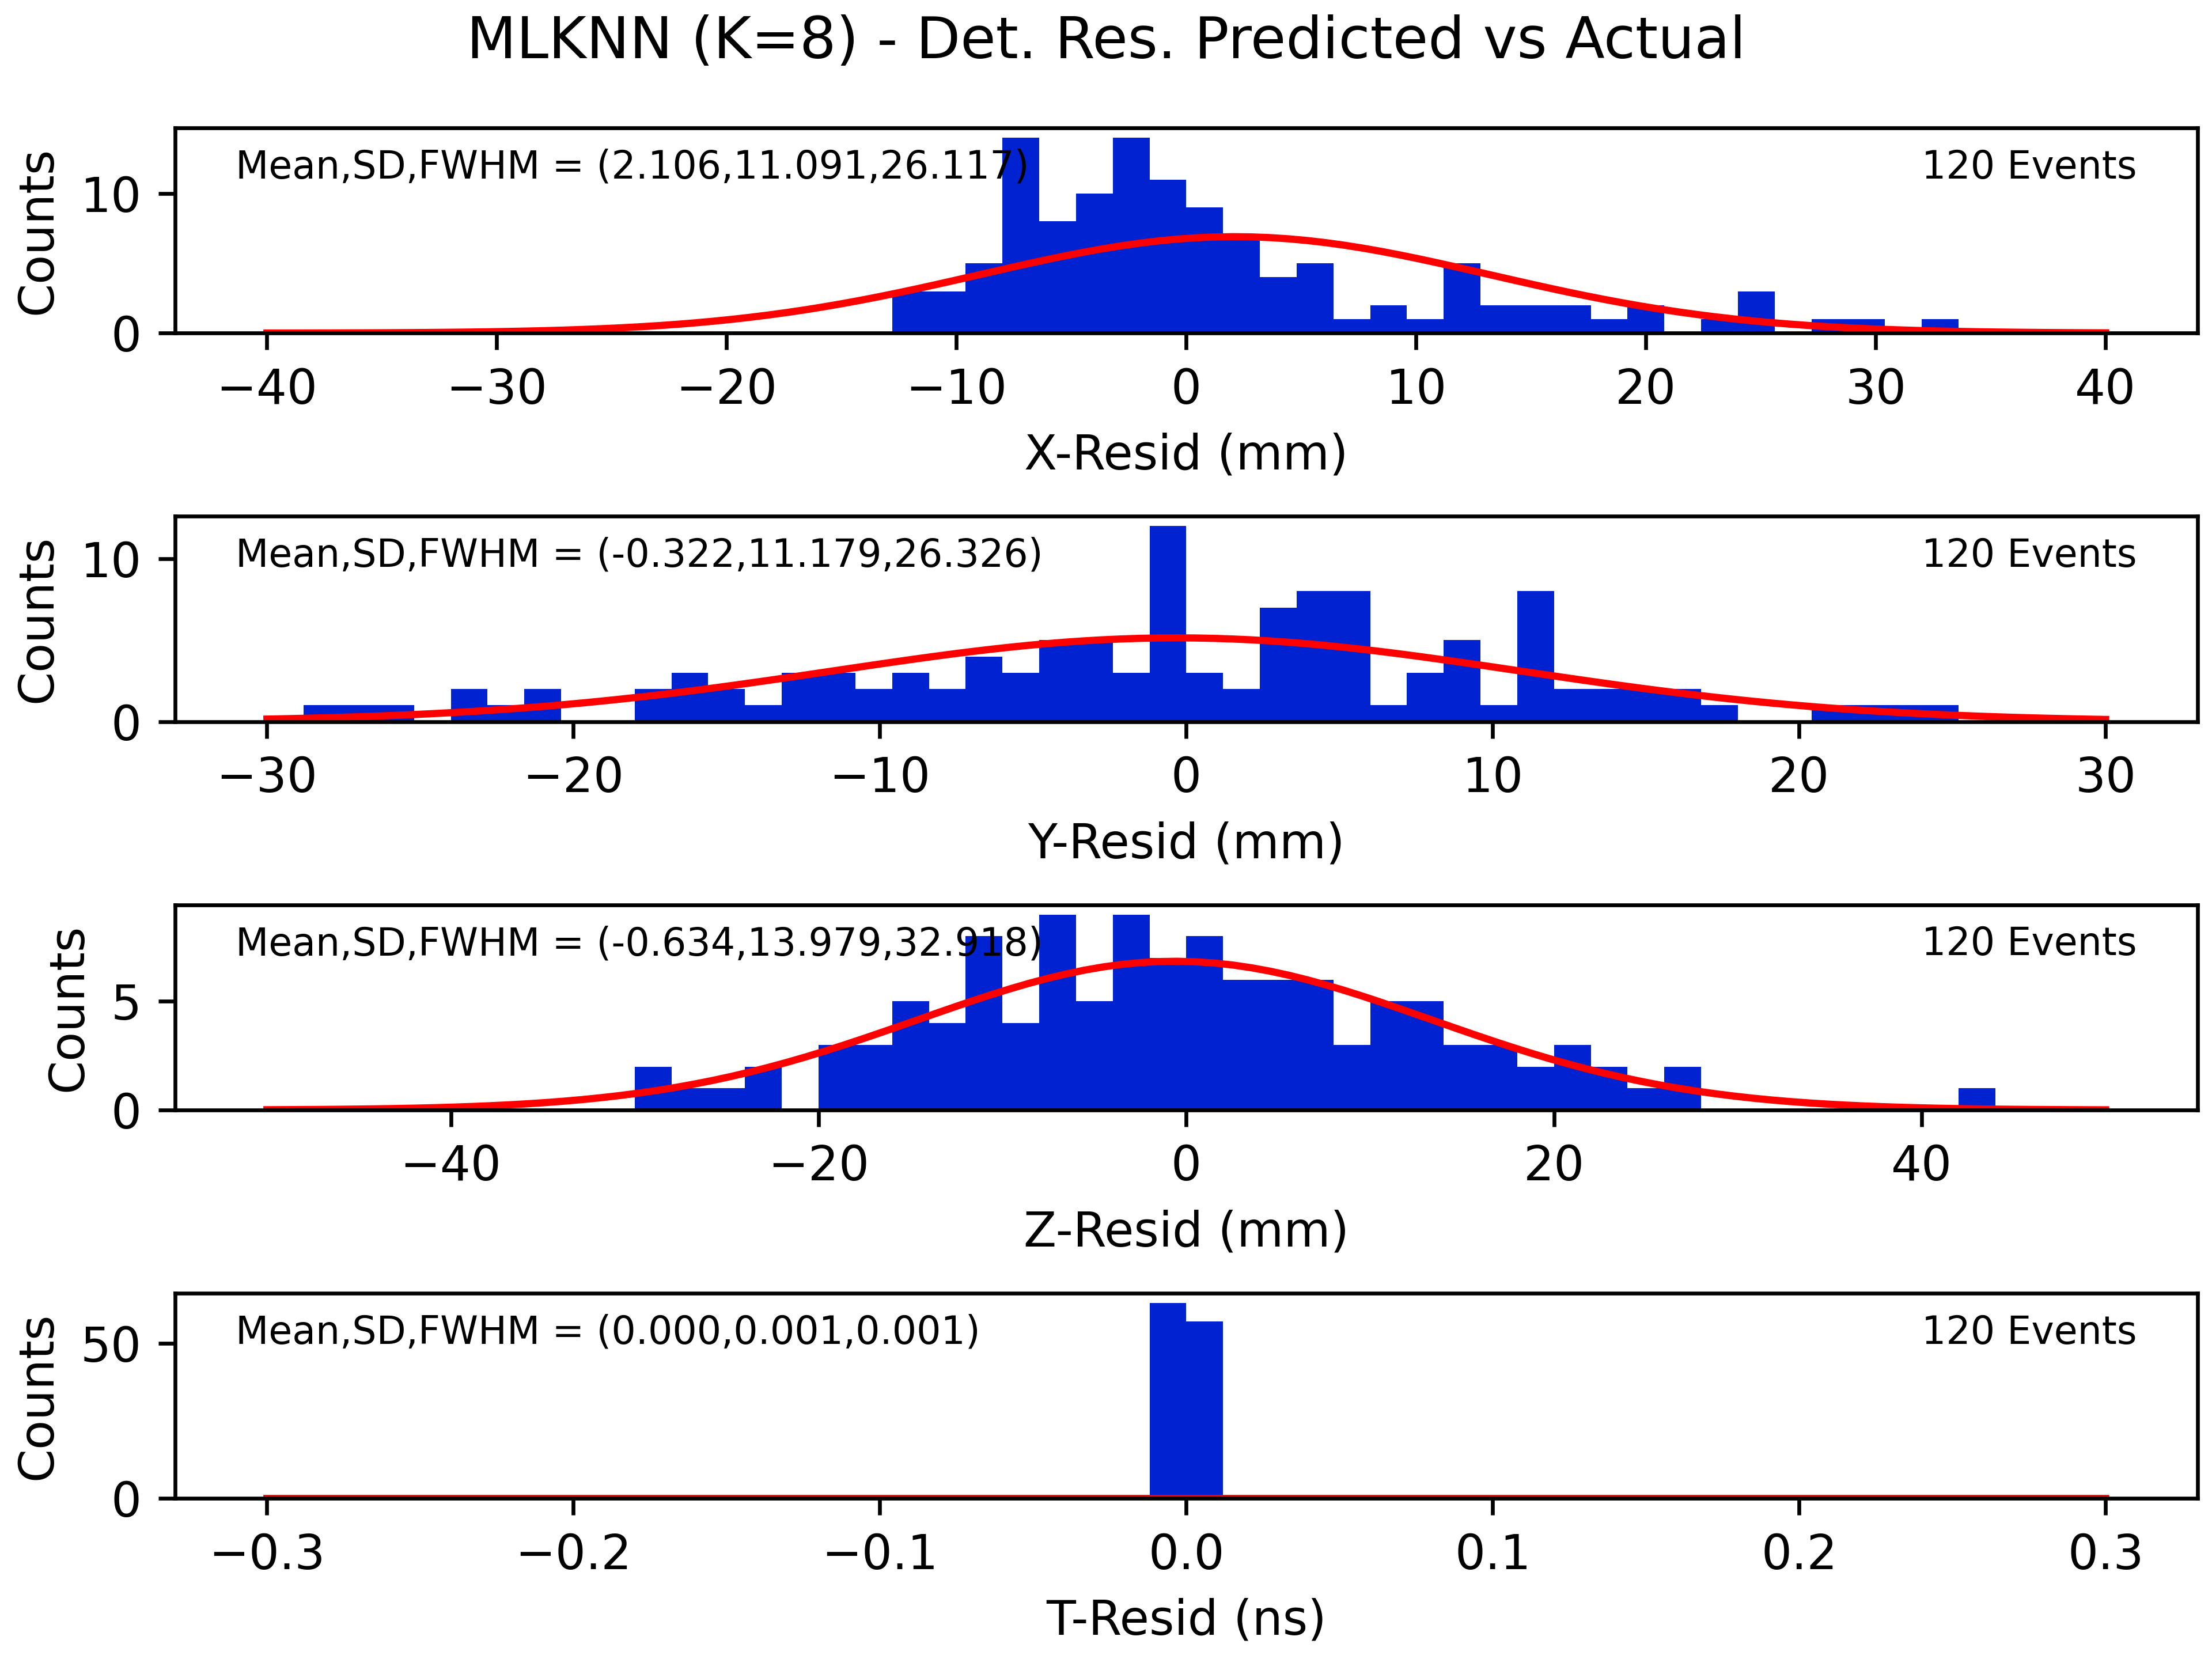 MLKNN (K=8) - Det. Res. Predicted vs Actual
Mean,SD,FWHM = (2.106,11.091,26.117)
120 Events
Counts
10
0
−40 −30 −20 −10 0 10 20 30 40
X-Resid (mm)
Mean,SD,FWHM = (-0.322,11.179,26.326)
120 Events
Counts
10
0
−30 −20 −10 0 10 20 30
Y-Resid (mm)
Mean,SD,FWHM = (-0.634,13.979,32.918)
120 Events
Counts
5
0
−40 −20 0 20 40
Z-Resid (mm)
Mean,SD,FWHM = (0.000,0.001,0.001)
120 Events
Counts
50
0
−0.3 −0.2 −0.1 0.0 0.1 0.2 0.3
T-Resid (ns)